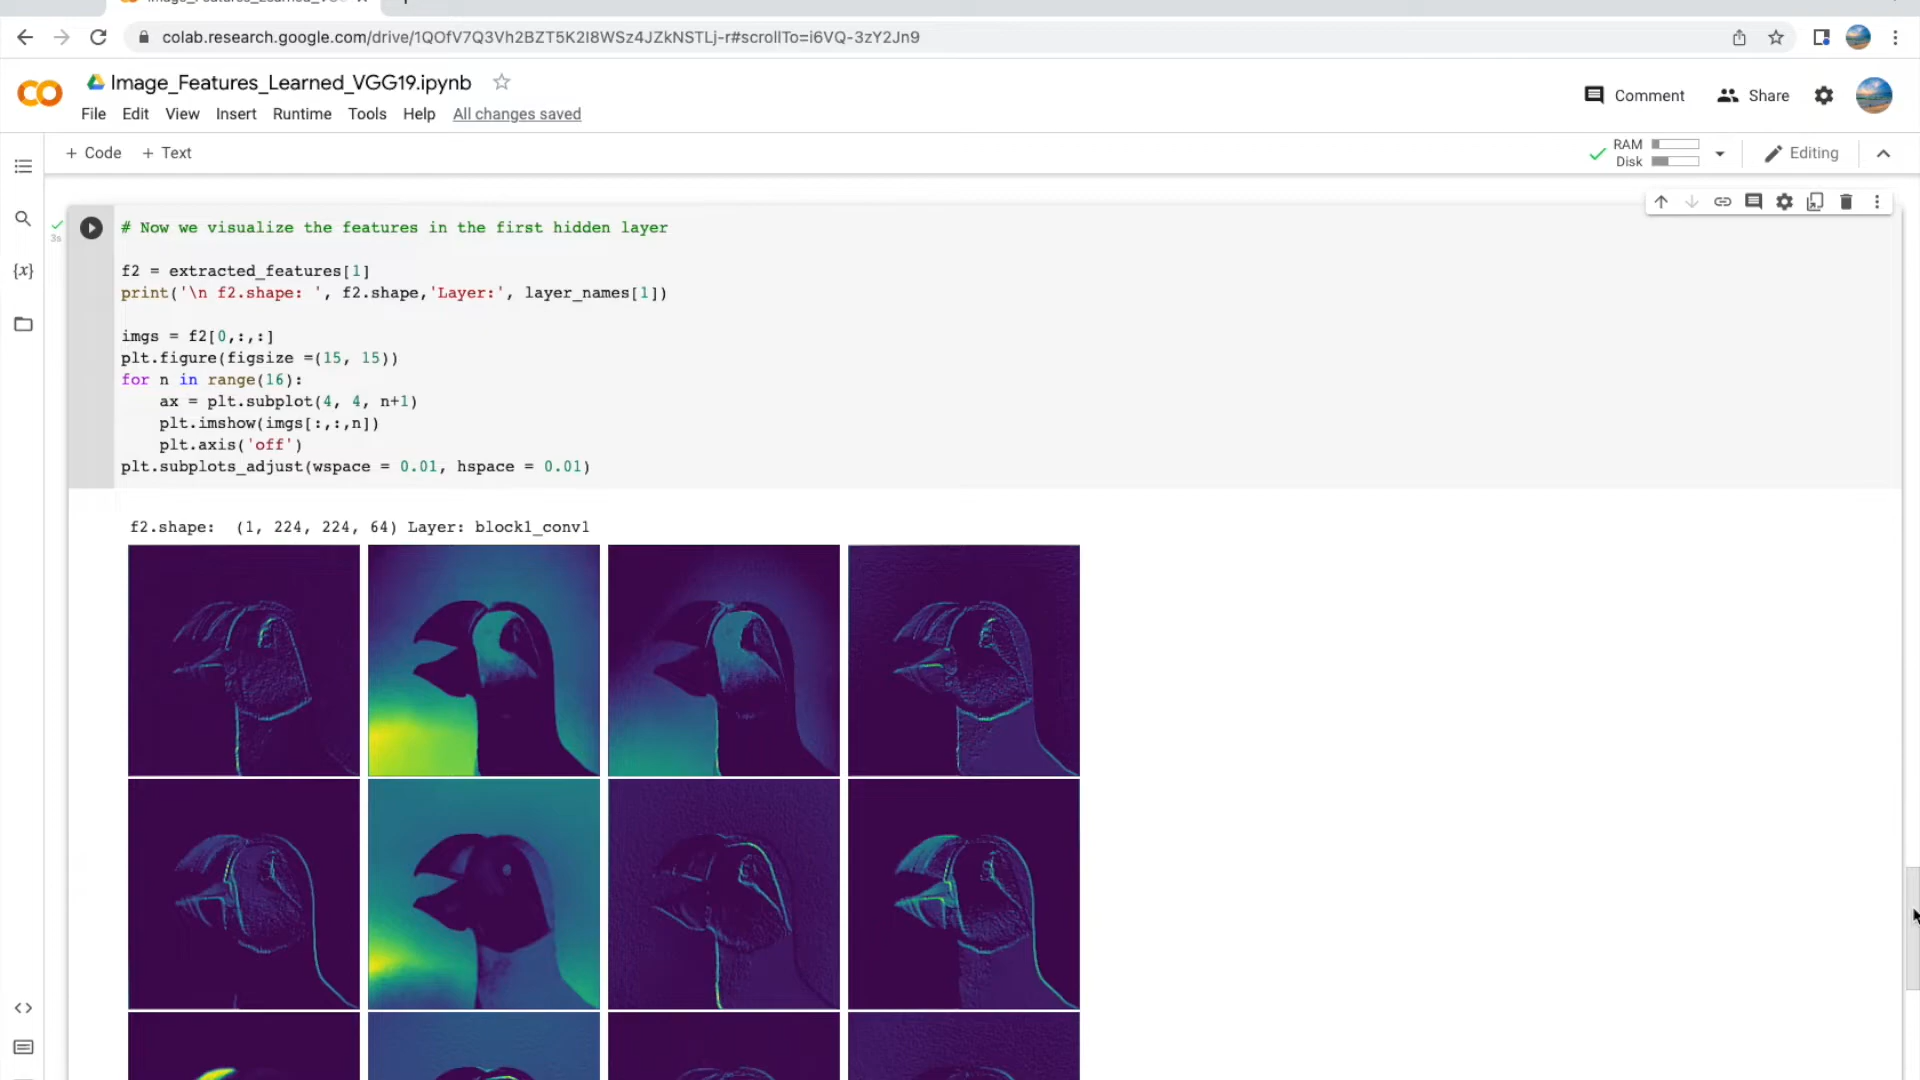 Image_Features_Learned_VGG19.ipynb
colab.research.google.com/drive/1QOfV7Q3Vh2BZT5K2I8WSz4JZkNSTLj-r#scrollTo=i6VQ-3zY2Jn9
Image_Features_Learned_VGG19.ipynb
Comment Share
File Edit View Insert Runtime Tools Help All changes saved
+ Code + Text
RAM
Disk
Editing
3s
{x}
# Now we visualize the features in the first hidden layer
f2 = extracted_features[1]
print('\n f2.shape: ', f2.shape,'Layer:', layer_names[1])
imgs = f2[0,:,:]
plt.figure(figsize =(15, 15))
for n in range(16):
ax = plt.subplot(4, 4, n+1)
plt.imshow(imgs[:,:,n])
plt.axis('off')
plt.subplots_adjust(wspace = 0.01, hspace = 0.01)
f2.shape: (1, 224, 224, 64) Layer: block1_conv1